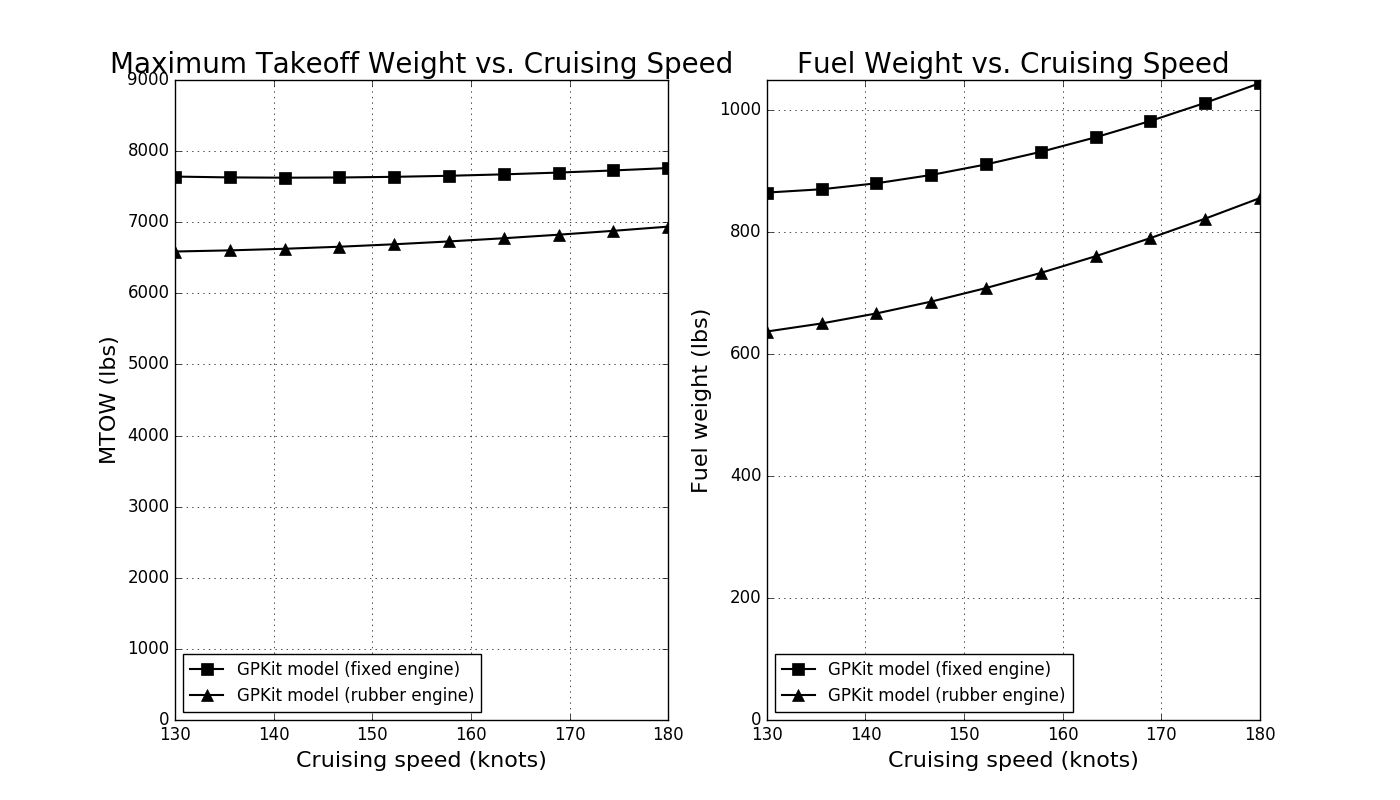 Maximum Takeoff Weight vs. Cruising Speed
9000
8000
7000
6000
5000
4000
3000
2000
1000
0
MTOW (lbs)
GPKit model (fixed engine)
GPKit model (rubber engine)
130 140 150 160 170 180
Cruising speed (knots)
Fuel Weight vs. Cruising Speed
1000
800
600
400
200
0
Fuel weight (lbs)
GPKit model (fixed engine)
GPKit model (rubber engine)
130 140 150 160 170 180
Cruising speed (knots)